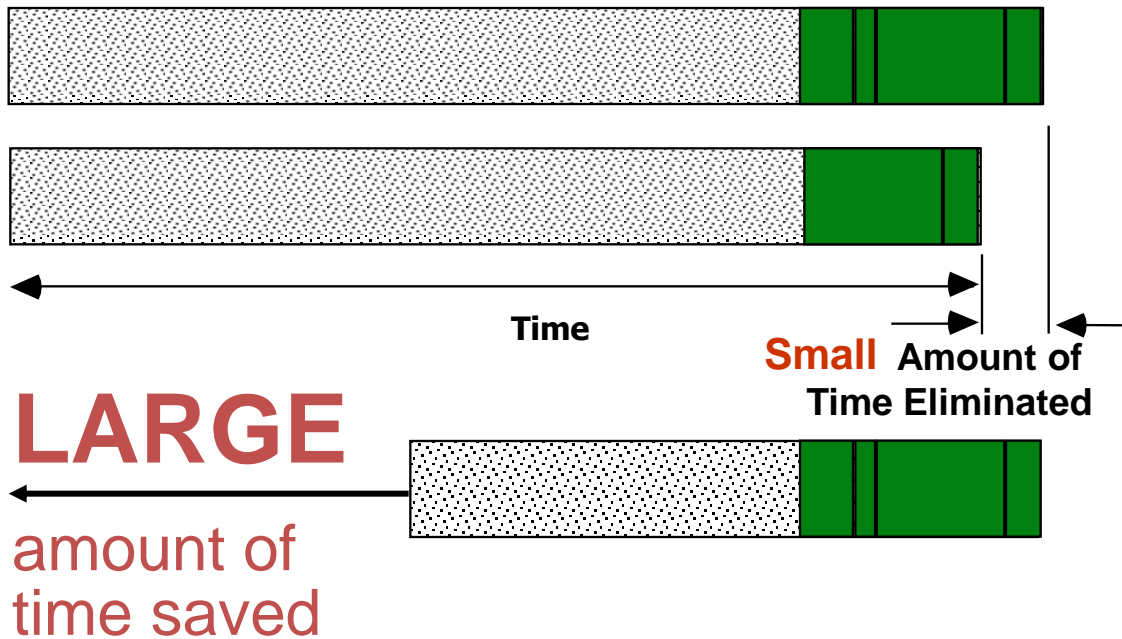 Time
Small Amount of
Time Eliminated
LARGE
amount of
time saved